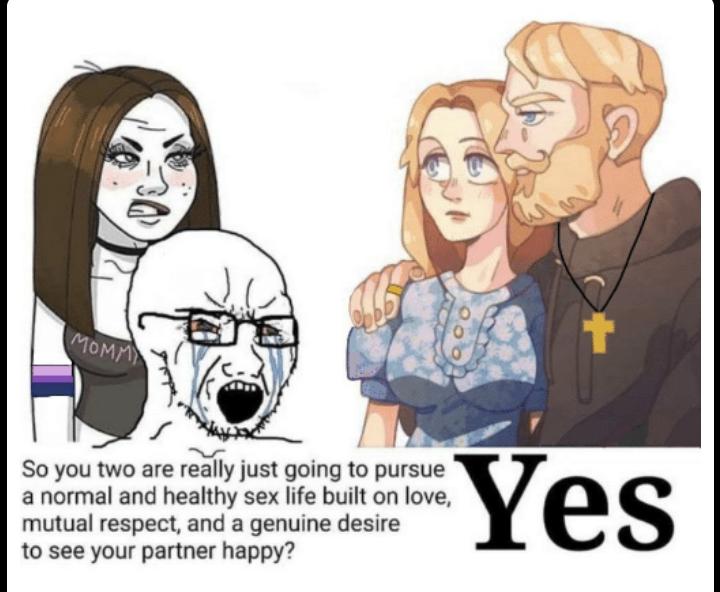 MOMMY
So you two are really just going to pursue
a normal and healthy sex life built on love,
mutual respect, and a genuine desire
to see your partner happy?
Yes